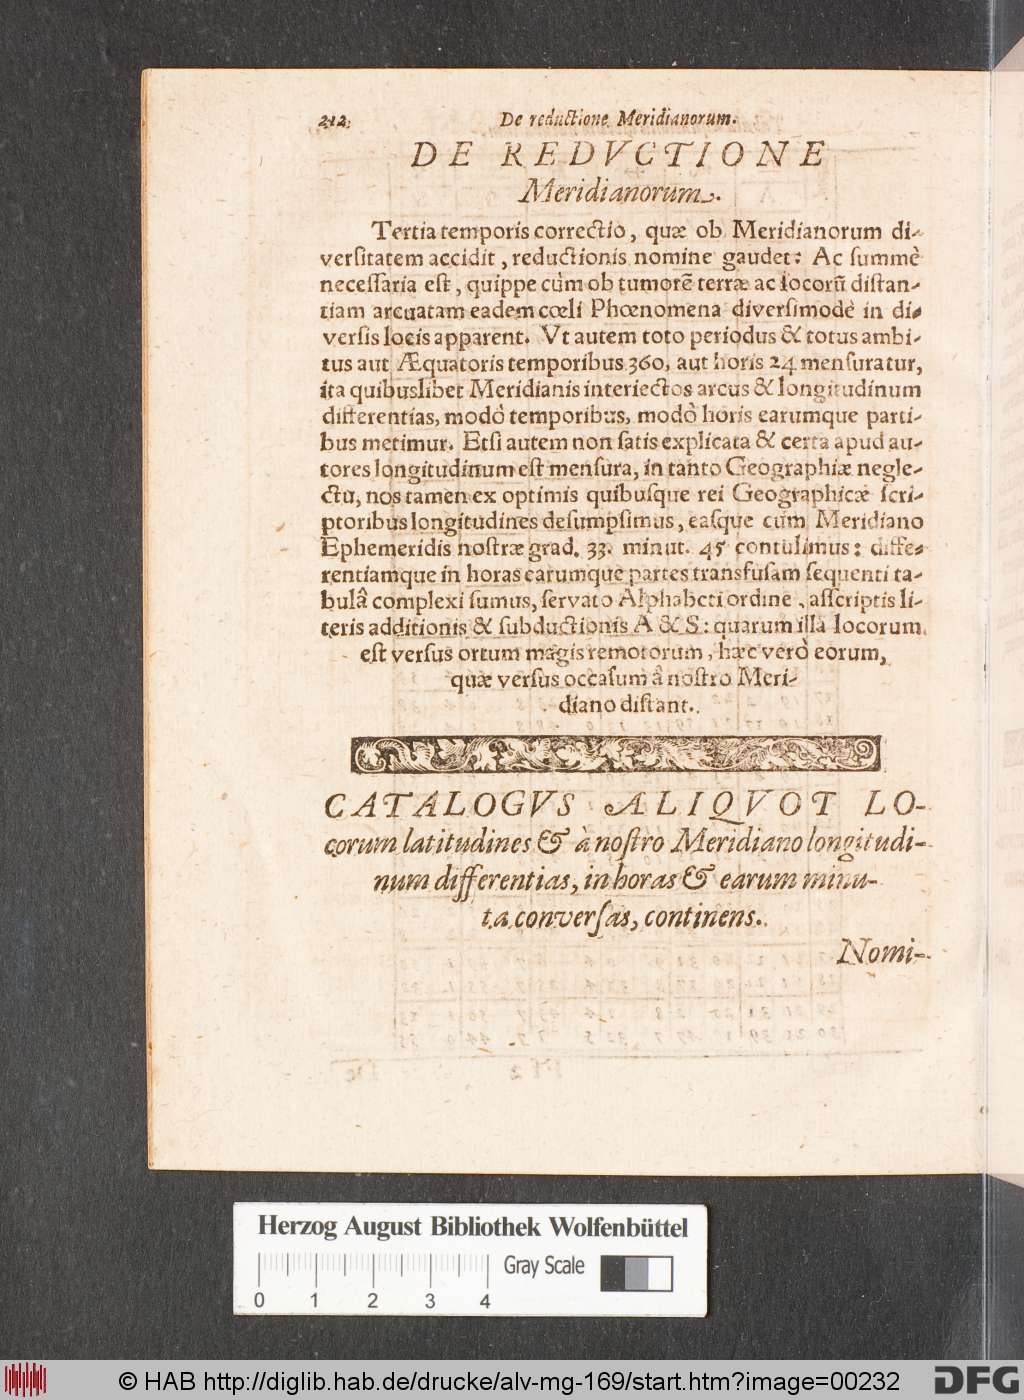 212. De reductione Meridianorum.
DE REDVCTIONE
Meridianorum.
Tertia temporis correctio, quæ ob Meridianorum di-
versitatem accidit, reductionis nomine gaudet: Ac summè
necessaria est, quippe cùm ob tumorẽ terræ ac locorũ distan-
tiam arcuatam eadem cœli Phœnomena diversimodè in di-
versis locis apparent. Vt autem toto periodus & totus ambi-
tus aut Æquatoris temporibus 360, aut horis 24 mensuratur,
ita quibuslibet Meridianis interiectos arcus & longitudinum
differentias, modò temporibus, modò horis earumque parti-
bus metimur. Etsi autem non satis explicata & certa apud au-
tores longitudinum est mensura, in tanto Geographiæ negle-
ctu, nos tamen ex optimis quibusque rei Geographicæ scri-
ptoribus longitudines desumpsimus, easque cum Meridiano
Ephemeridis nostræ grad. 33. minut. 45 contulimus: diffe-
rentiamque in horas earumque partes transfusam sequenti ta-
bulâ complexi sumus, servato Alphabeti ordine, asscriptis li-
teris additionis & subductionis A & S: quarum illa locorum
est versus ortum magis remotorum, hæc verò eorum,
quæ versus occasum â nostro Meri-
diano distant.
CATALOGVS ALIQVOT LO-
corum latitudines & à nostro Meridiano longitudi-
num differentias, in horas & earum minu-
ta conversas, continens.
Nomi-
Herzog August Bibliothek Wolfenbüttel
Gray Scale
0 1 2 3 4
© HAB http://diglib.hab.de/drucke/alv-mg-169/start.htm?image=00232
DFG